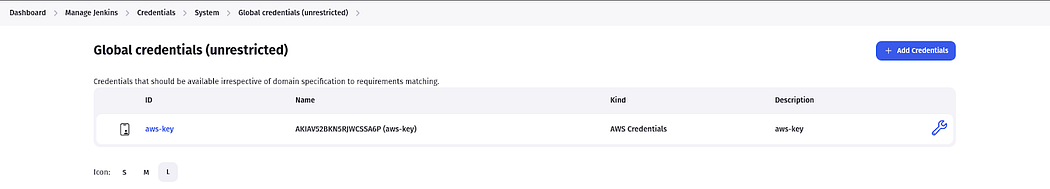 Dashboard > Manage Jenkins > Credentials > System > Global credentials (unrestricted) >
Global credentials (unrestricted)
+ Add Credentials
Credentials that should be available irrespective of domain specification to requirements matching.
ID Name Kind Description
aws-key AKIAV52BKN5RJWCSSA6P (aws-key) AWS Credentials aws-key
Icon: S M L